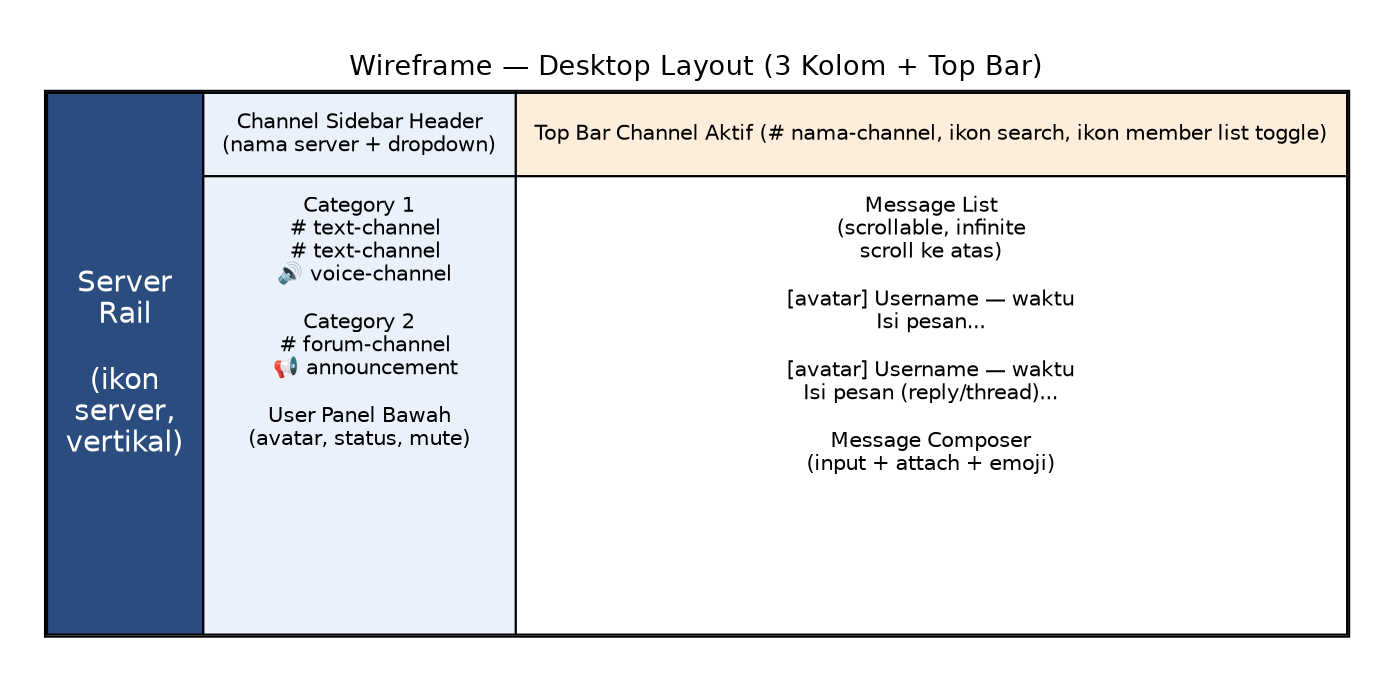 Wireframe — Desktop Layout (3 Kolom + Top Bar)
Server
Rail
(ikon
server,
vertikal)
Channel Sidebar Header
(nama server + dropdown)
Category 1
# text-channel
# text-channel
🔊 voice-channel
Category 2
# forum-channel
📢 announcement
User Panel Bawah
(avatar, status, mute)
Top Bar Channel Aktif (# nama-channel, ikon search, ikon member list toggle)
Message List
(scrollable, infinite
scroll ke atas)
[avatar] Username — waktu
Isi pesan...
[avatar] Username — waktu
Isi pesan (reply/thread)...
Message Composer
(input + attach + emoji)